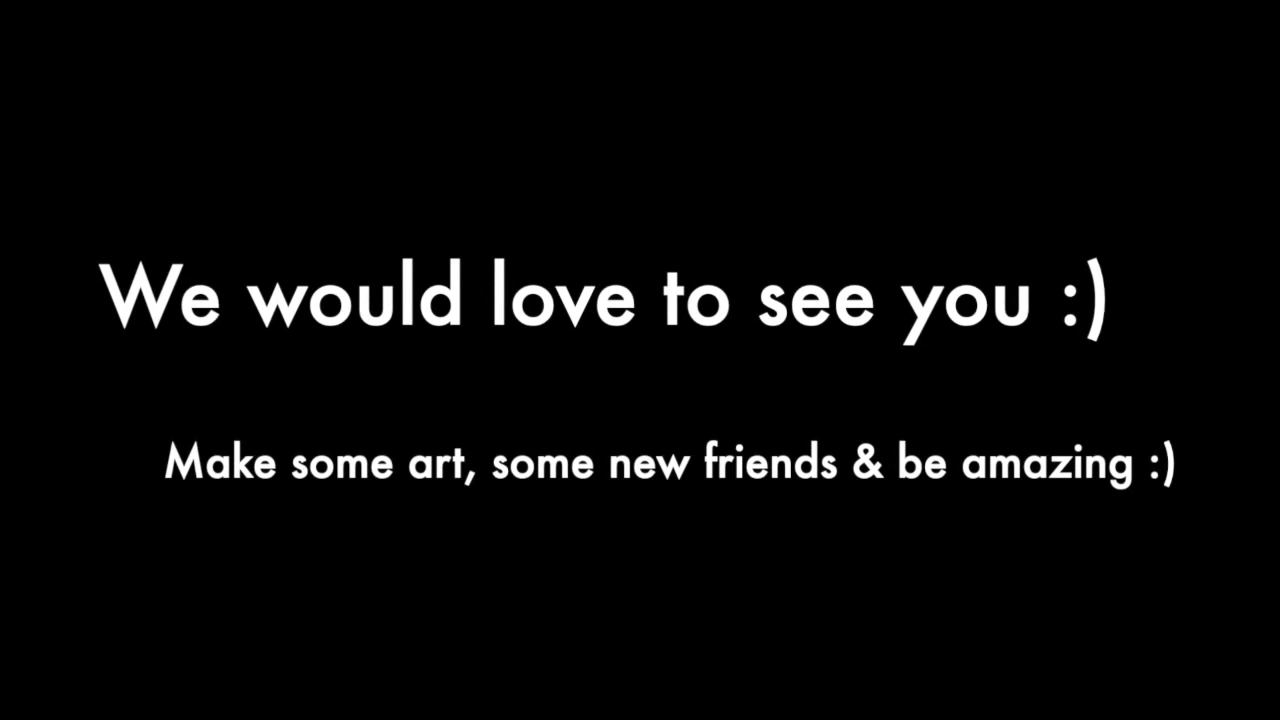 We would love to see you :)
Make some art, some new friends & be amazing :)